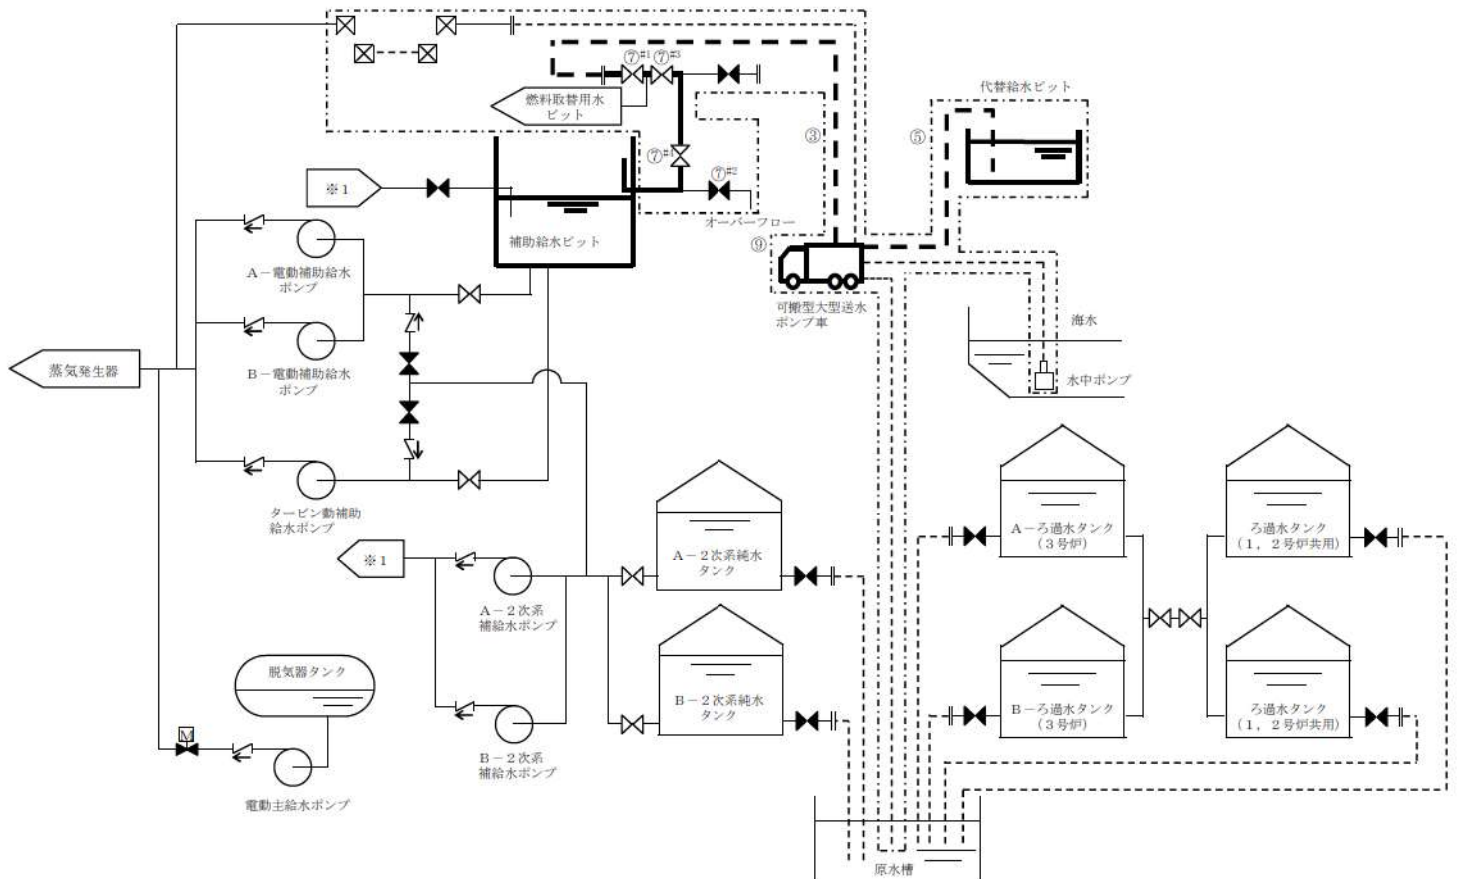 ⑦#1
⑦#3
代替給水ピット
燃料取替用水
ピット
③
⑤
⑦#4
⑦#2
※1
オーバーフロー
補助給水ピット
⑨
A-電動補助給水
ポンプ
可搬型大型送水
ポンプ車
海水
蒸気発生器
B-電動補助給水
ポンプ
水中ポンプ
タービン動補助
給水ポンプ
A-ろ過水タンク
(3号炉)
ろ過水タンク
(1,2号炉共用)
※1
A-2次系純水
タンク
A-2次系
補給水ポンプ
脱気器タンク
B-2次系純水
タンク
B-ろ過水タンク
(3号炉)
ろ過水タンク
(1,2号炉共用)
M
B-2次系
補給水ポンプ
電動主給水ポンプ
原水槽